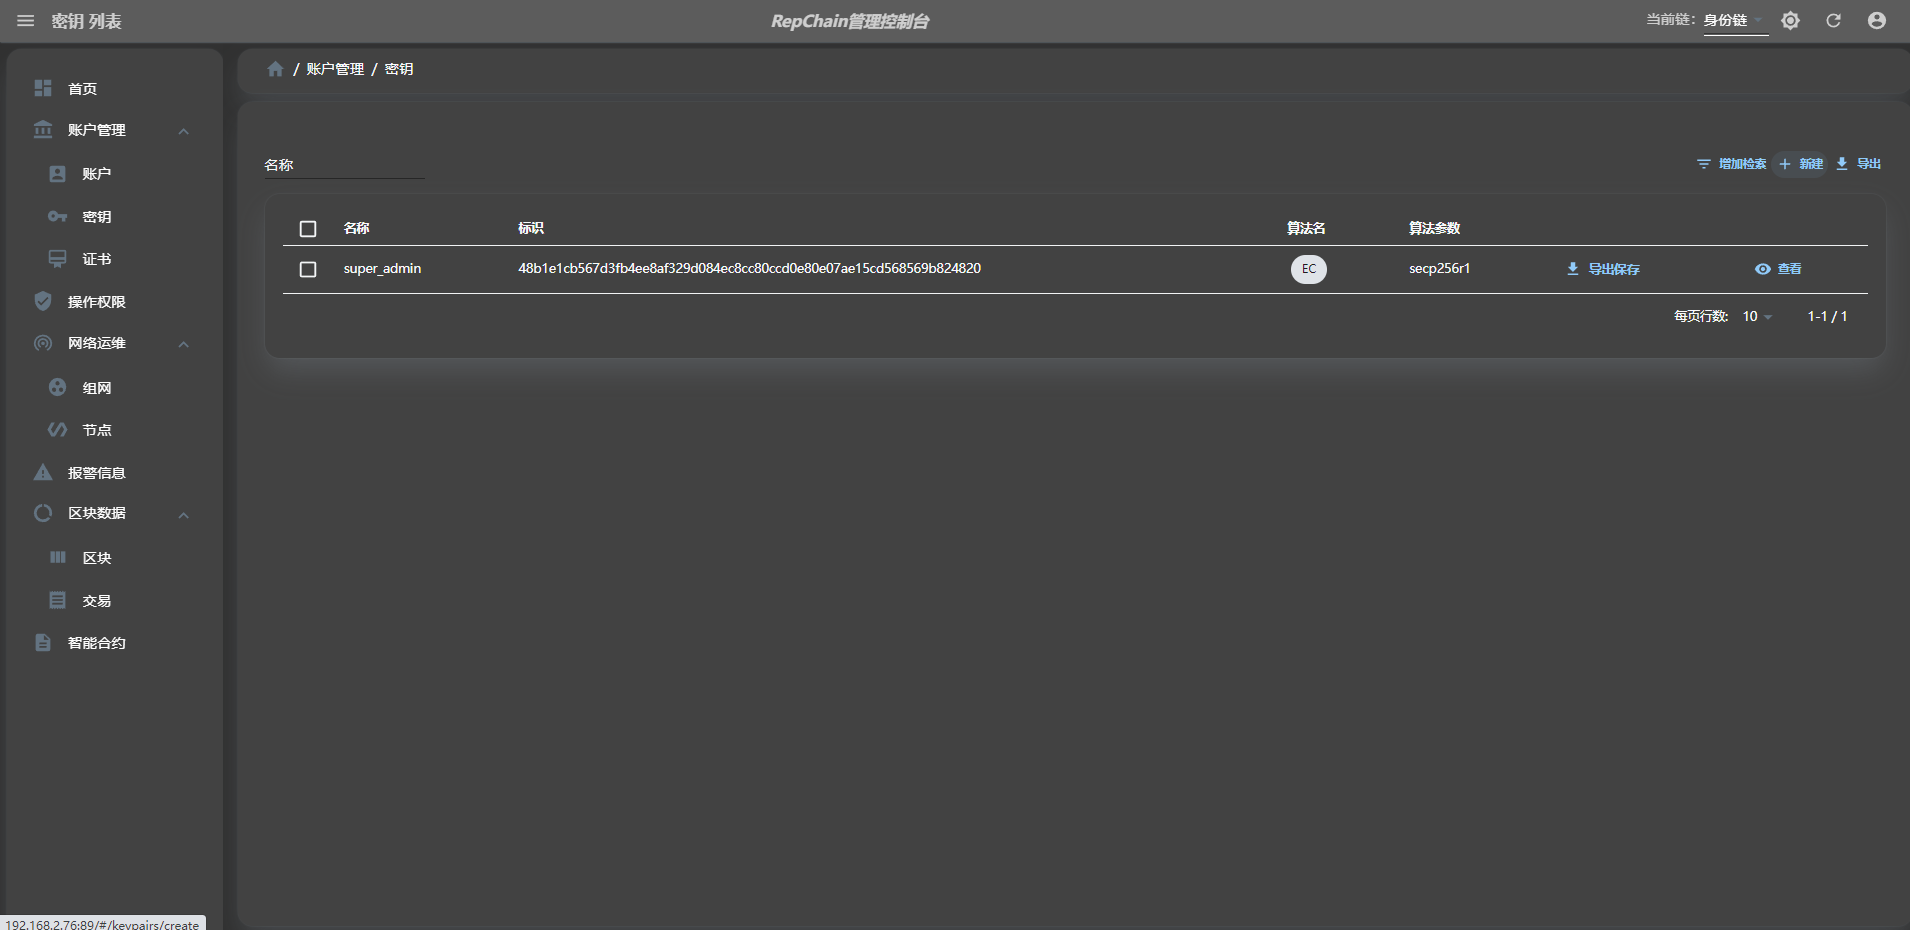 密钥 列表
RepChain管理控制台
当前链: 身份链
首页
账户管理
账户
密钥
证书
操作权限
网络运维
组网
节点
报警信息
区块数据
区块
交易
智能合约
/ 账户管理 / 密钥
名称
增加检索 新建 导出
名称 标识 算法名 算法参数
super_admin 48b1e1cb567d3fb4ee8af329d084ec8cc80ccd0e80e07ae15cd568569b824820 EC secp256r1 导出保存 查看
每页行数: 10 1-1 / 1
192.168.2.76:89/#/keypairs/create